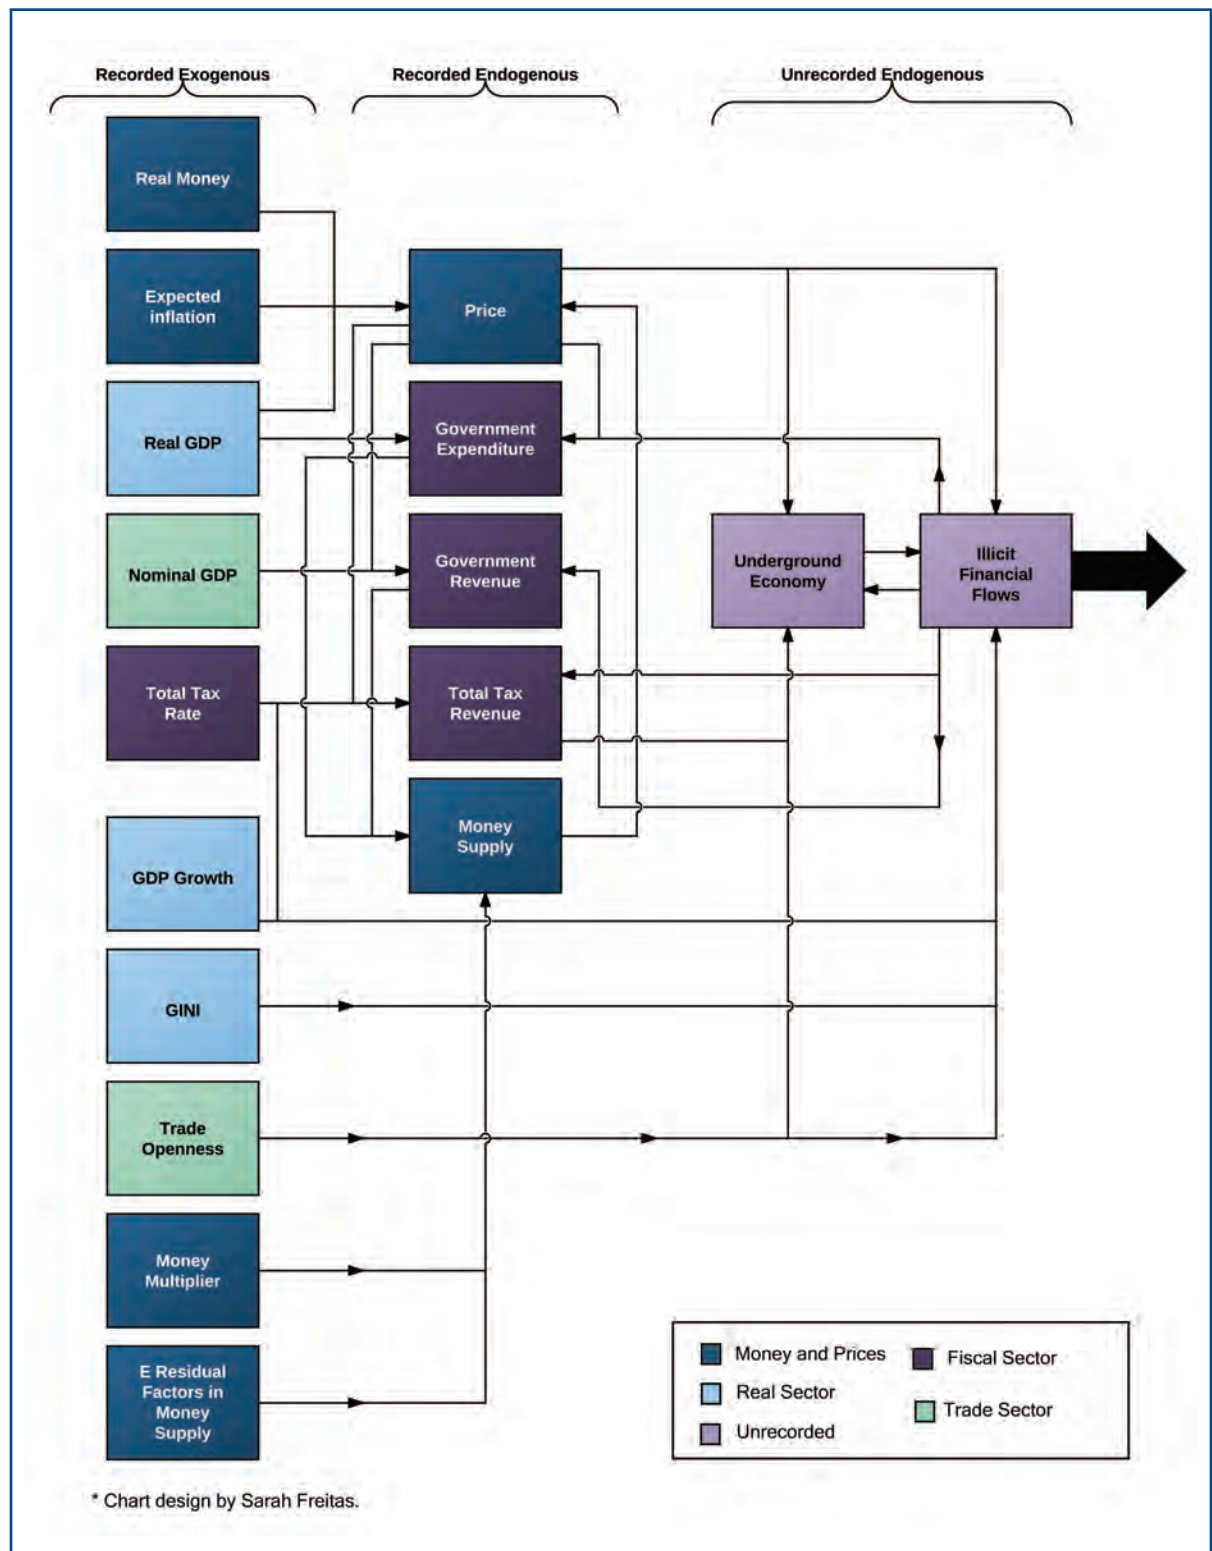 Recorded Exogenous
Recorded Endogenous
Unrecorded Endogenous
Real Money
Expected
inflation
Price
Real GDP
Government
Expenditure
Nominal GDP
Government
Revenue
Underground
Economy
Illicit
Financial
Flows
Total Tax
Rate
Total Tax
Revenue
Money
Supply
GDP Growth
GINI
Trade
Openness
Money
Multiplier
E Residual
Factors in
Money
Supply
Money and Prices
Fiscal Sector
Real Sector
Trade Sector
Unrecorded
* Chart design by Sarah Freitas.